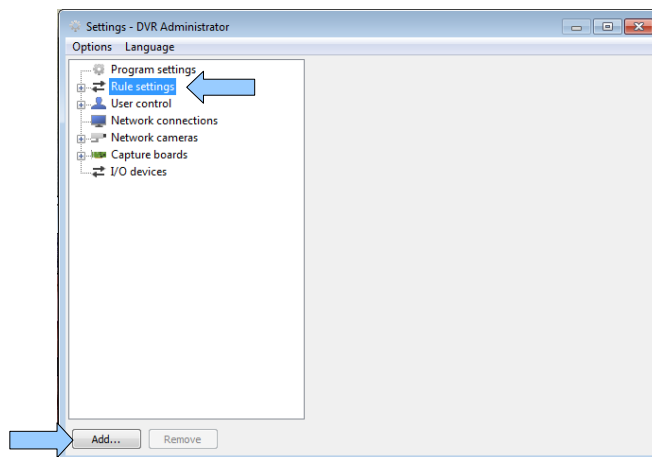 Settings - DVR Administrator
Options Language
Program settings
Rule settings
User control
Network connections
Network cameras
Capture boards
I/O devices
Add... Remove